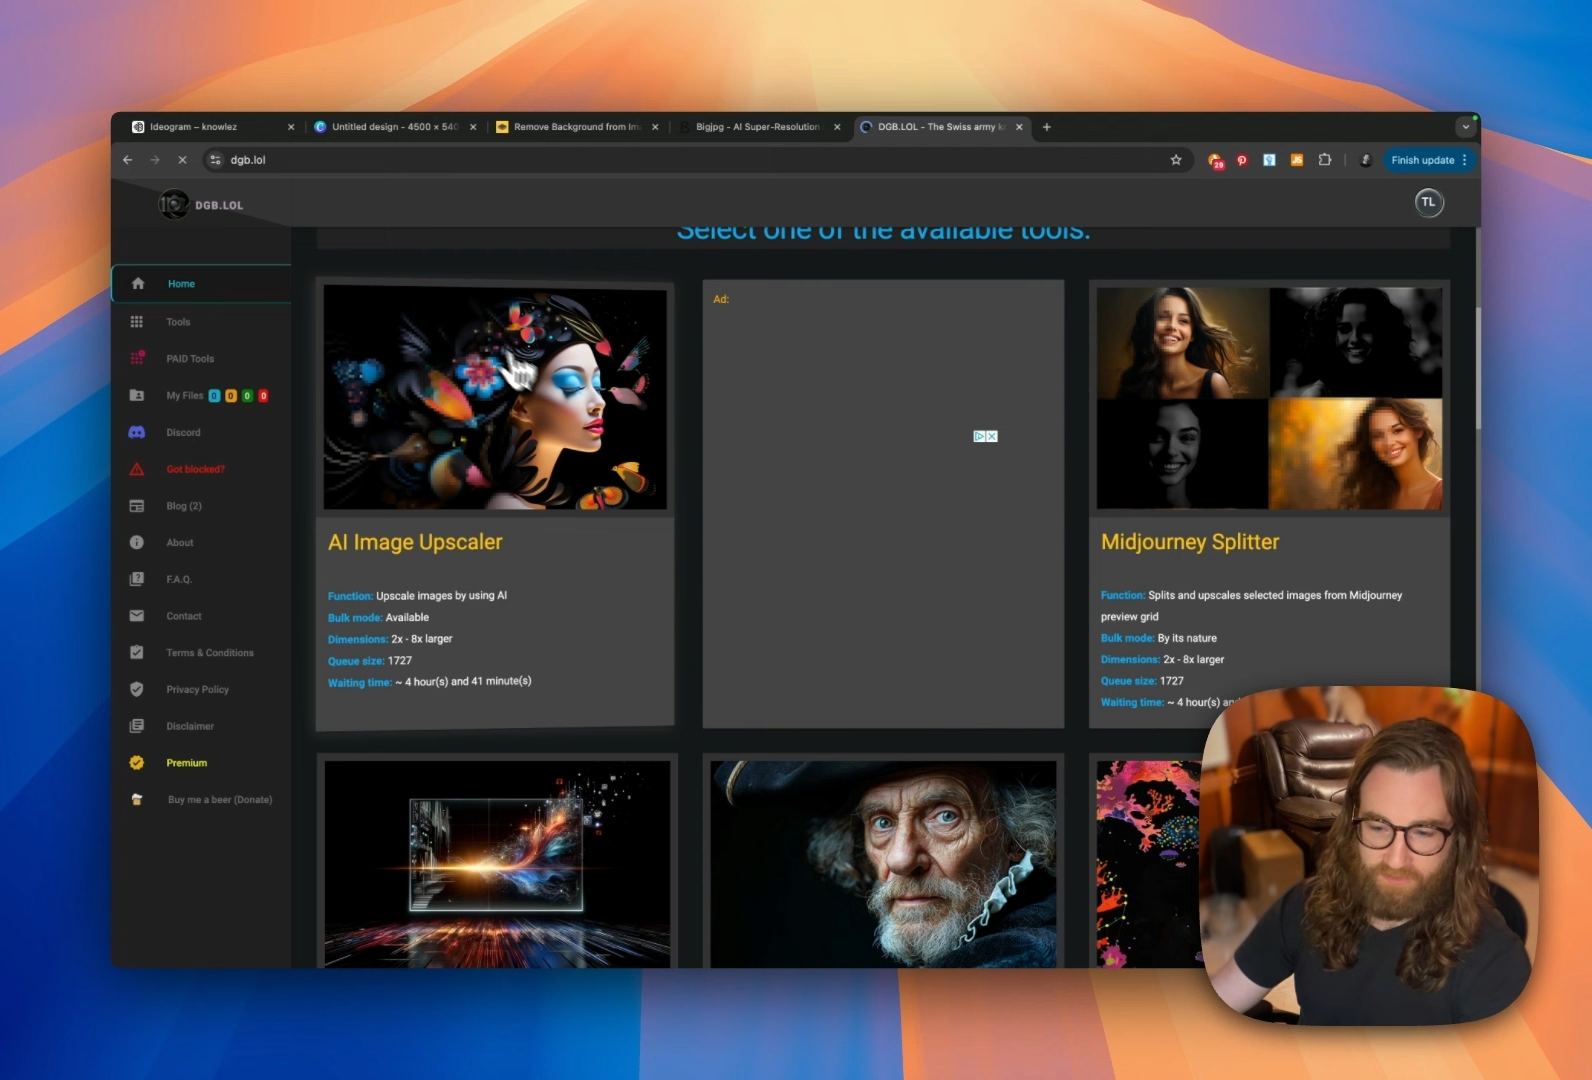 Ideogram – knowlez
Untitled design - 4500 × 540
Remove Background from Im
Bigjpg - AI Super-Resolution
DGB.LOL - The Swiss army k
dgb.lol
29
JS
Finish update
DGB.LOL
TL
Select one of the available tools.
Home
Tools
PAID Tools
My Files 0 0 0 0
Discord
Got blocked?
Blog (2)
About
F.A.Q.
Contact
Terms & Conditions
Privacy Policy
Disclaimer
Premium
Buy me a beer (Donate)
AI Image Upscaler
Function: Upscale images by using AI
Bulk mode: Available
Dimensions: 2x - 8x larger
Queue size: 1727
Waiting time: ~ 4 hour(s) and 41 minute(s)
Ad:
Midjourney Splitter
Function: Splits and upscales selected images from Midjourney
preview grid
Bulk mode: By its nature
Dimensions: 2x - 8x larger
Queue size: 1727
Waiting time: ~ 4 hour(s) an